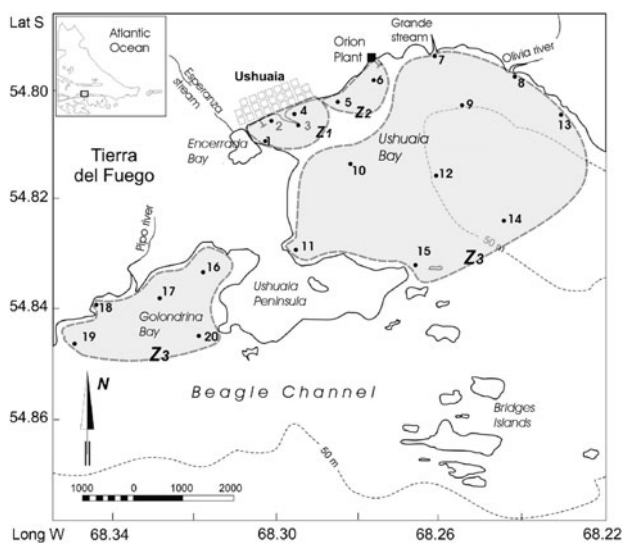 Lat S
Atlantic
Ocean
Grande
stream
Orion
Plant
Olivia river
Esperanza
stream
Ushuaia
54.80
7
6
8
5
4
9
13
2
3
1
Z1
Z2
Encerrada
Bay
Ushuaia
Bay
Tierra
del Fuego
10
12
54.82
14
50 m
11
15
Z3
Pipo river
16
Ushuaia
Peninsula
17
18
54.84
Golondrina
Bay
19
20
Z3
N
Beagle Channel
54.86
Bridges
Islands
50 m
1000 0 1000 2000
Long W 68.34 68.30 68.26 68.22